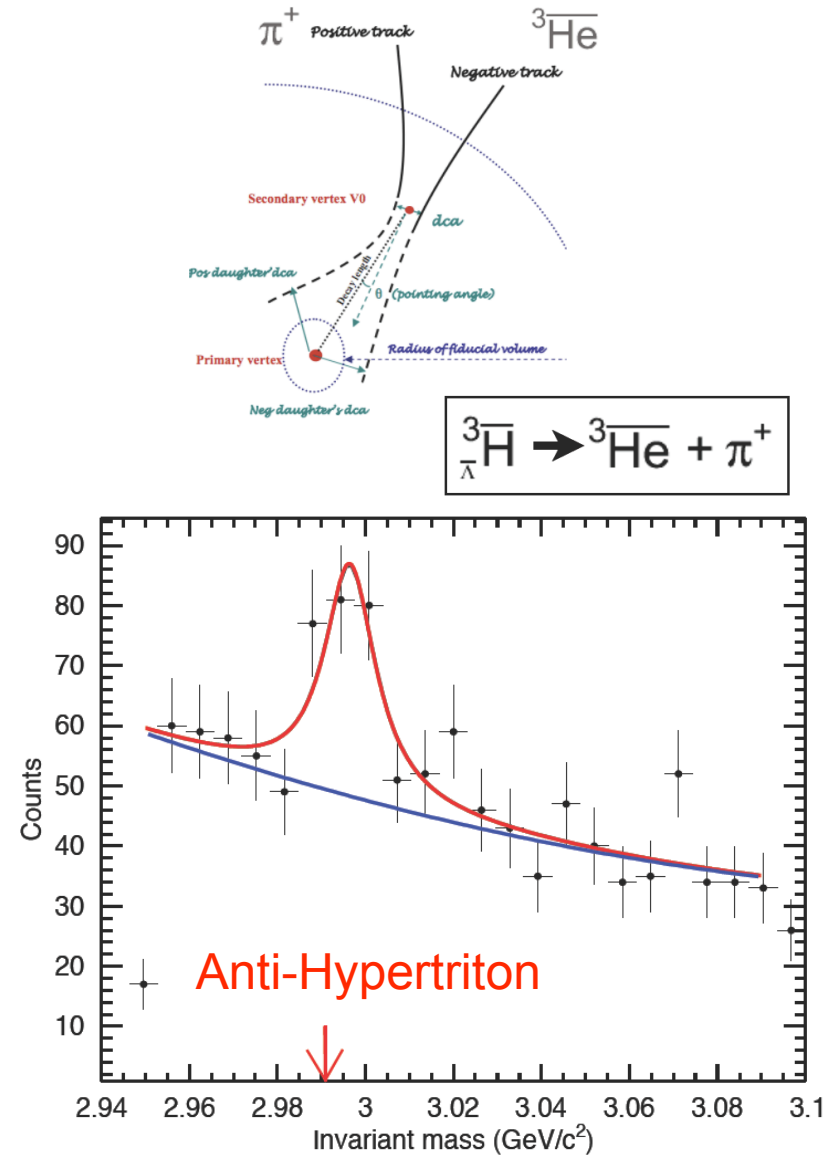 π⁺ Positive track ³H̅e̅
Negative track
Secondary vertex V0
dca
Pos daughter'dca
Decay length
θ (pointing angle)
Radius of fiducial volume
Primary vertex
Neg daughter's dca
³_Λ̅H̅ → ³H̅e̅ + π⁺
90
80
70
60
50
40
30
20
10
Counts
Anti-Hypertriton
2.94 2.96 2.98 3 3.02 3.04 3.06 3.08 3.1
Invariant mass (GeV/c²)